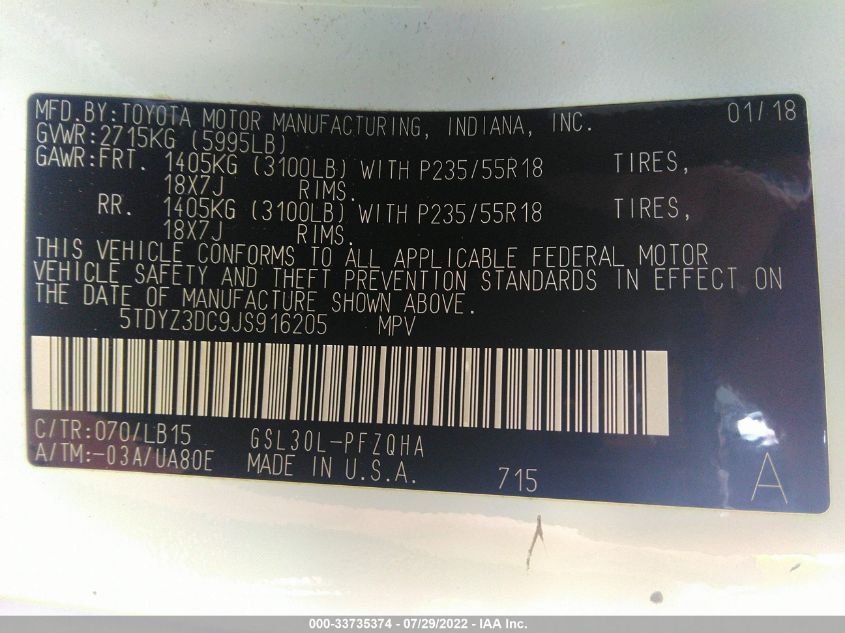 MFD.BY:TOYOTA MOTOR MANUFACTURING, INDIANA, INC. 01/18
GVWR:2715KG (5995LB)
GAWR:FRT. 1405KG (3100LB) WITH P235/55R18 TIRES,
18X7J RIMS.
RR. 1405KG (3100LB) WITH P235/55R18 TIRES,
18X7J RIMS.
THIS VEHICLE CONFORMS TO ALL APPLICABLE FEDERAL MOTOR
VEHICLE SAFETY AND THEFT PREVENTION STANDARDS IN EFFECT ON
THE DATE OF MANUFACTURE SHOWN ABOVE.
5TDYZ3DC9JS916205 MPV
C/TR:070/LB15 GSL30L-PFZQHA
A/TM:-03A/UA80E MADE IN U.S.A. 715 A
000-33735374 - 07/29/2022 - IAA Inc.